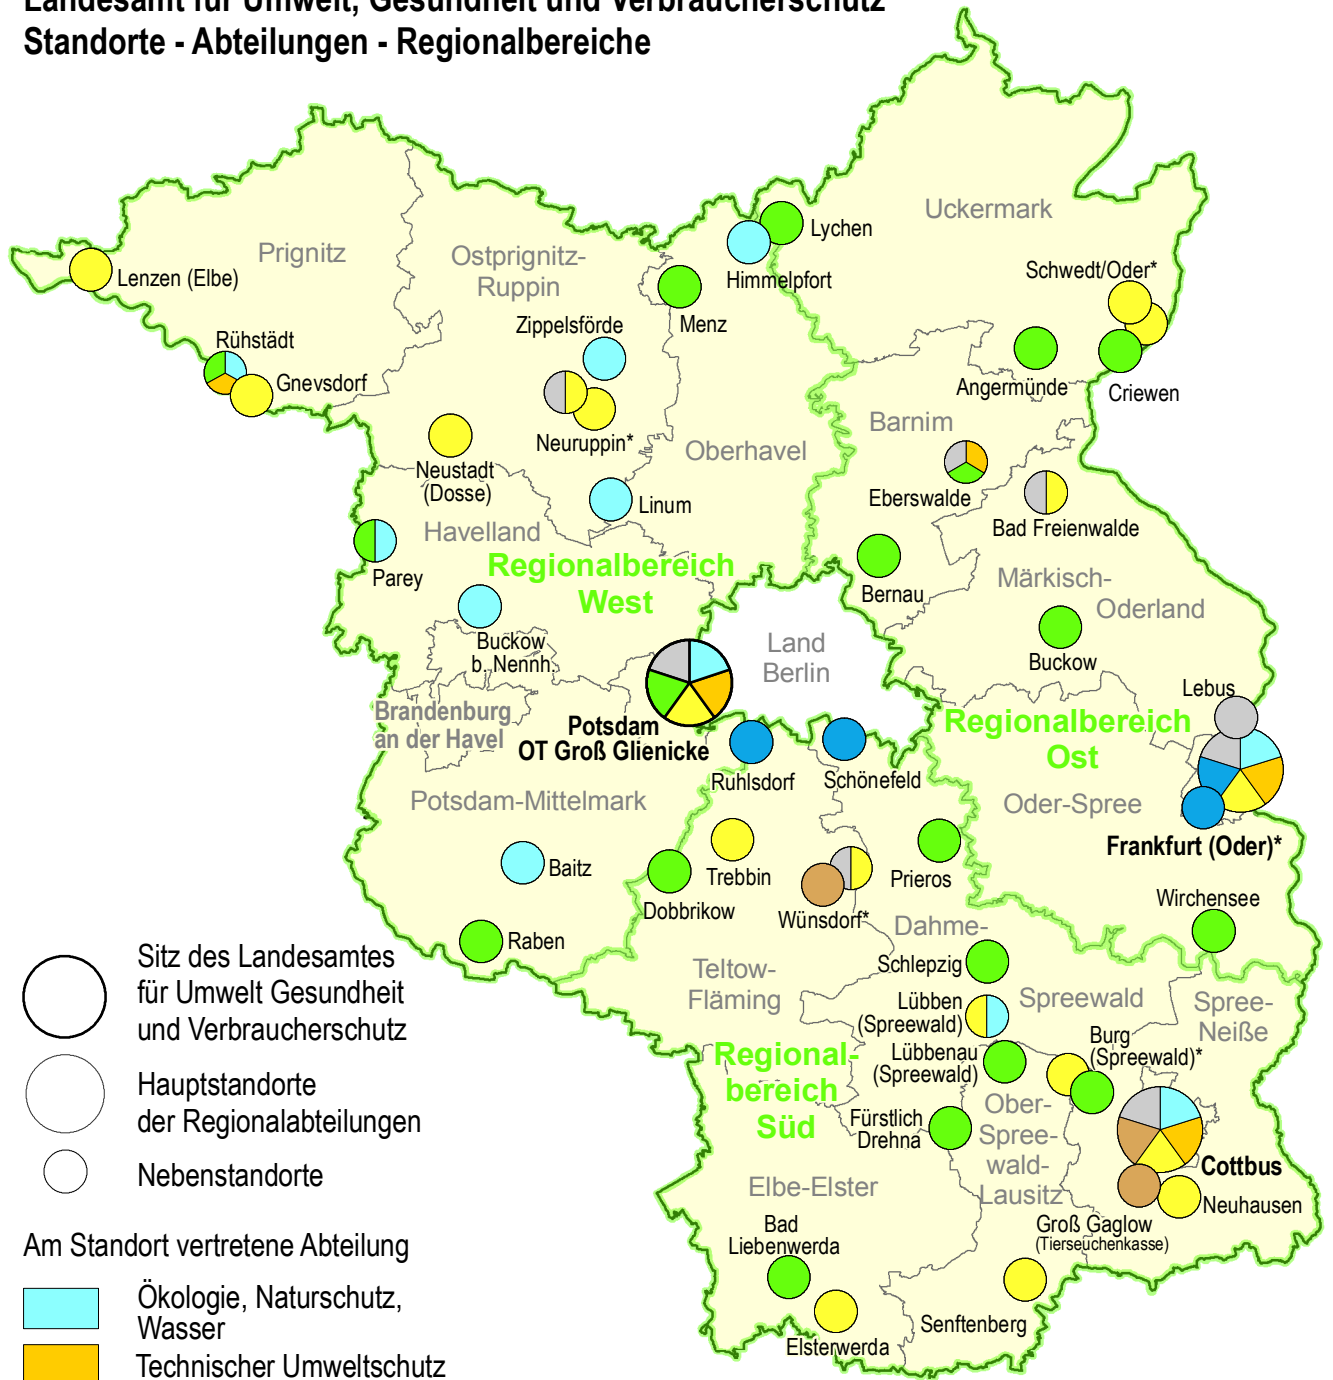 Landesamt für Umwelt, Gesundheit und Verbraucherschutz
Standorte - Abteilungen - Regionalbereiche
Uckermark
Lychen
Himmelpfort
Prignitz
Lenzen (Elbe)
Ostprignitz-
Ruppin
Menz
Schwedt/Oder*
Zippelsförde
Rühstädt
Gnevsdorf
Angermünde
Criewen
Barnim
Neuruppin*
Oberhavel
Neustadt
(Dosse)
Eberswalde
Linum
Bad Freienwalde
Havelland
Parey
Regionalbereich
West
Bernau
Märkisch-
Oderland
Buckow
b. Nennh.
Land
Berlin
Buckow
Lebus
Brandenburg
an der Havel
Potsdam
OT Groß Glienicke
Regionalbereich
Ost
Ruhlsdorf
Schönefeld
Potsdam-Mittelmark
Oder-Spree
Frankfurt (Oder)*
Baitz
Trebbin
Prieros
Dobbrikow
Wünsdorf*
Wirchensee
Raben
Dahme-
Spreewald
Teltow-
Fläming
Schlepzig
Lübben
(Spreewald)
Spree-
Neiße
Burg
(Spreewald)*
Lübbenau
(Spreewald)
Regional-
bereich
Süd
Fürstlich
Drehna
Ober-
Spree-
wald-
Lausitz
Cottbus
Neuhausen
Elbe-Elster
Groß Gaglow
(Tierseuchenkasse)
Bad
Liebenwerda
Elsterwerda
Senftenberg
Sitz des Landesamtes
für Umwelt Gesundheit
und Verbraucherschutz
Hauptstandorte
der Regionalabteilungen
Nebenstandorte
Am Standort vertretene Abteilung
Ökologie, Naturschutz,
Wasser
Technischer Umweltschutz